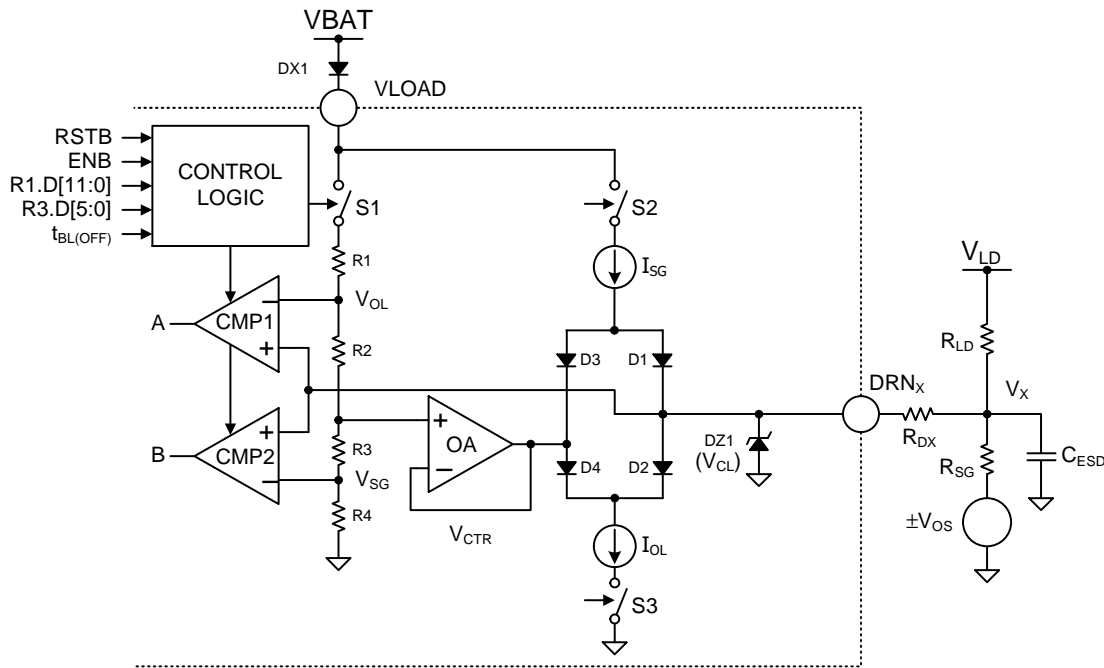 VBAT
DX1
VLOAD
RSTB
ENB
R1.D[11:0]
R3.D[5:0]
tBL(OFF)
CONTROL
LOGIC
S1
S2
R1
ISG
VLD
A
CMP1
VOL
R2
D3
D1
RLD
DRNX
VX
B
CMP2
R3
VSG
R4
OA
VCTR
D4
D2
DZ1
(VCL)
RDX
RSG
CESD
±VOS
IOL
S3